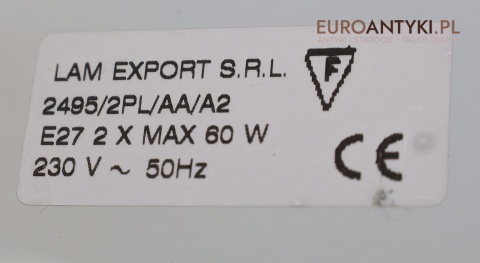 EUROANTYKI.PL
LAM EXPORT S.R.L.
F
2495/2PL/AA/A2
E27 2 X MAX 60 W
230 V ~ 50Hz
CE